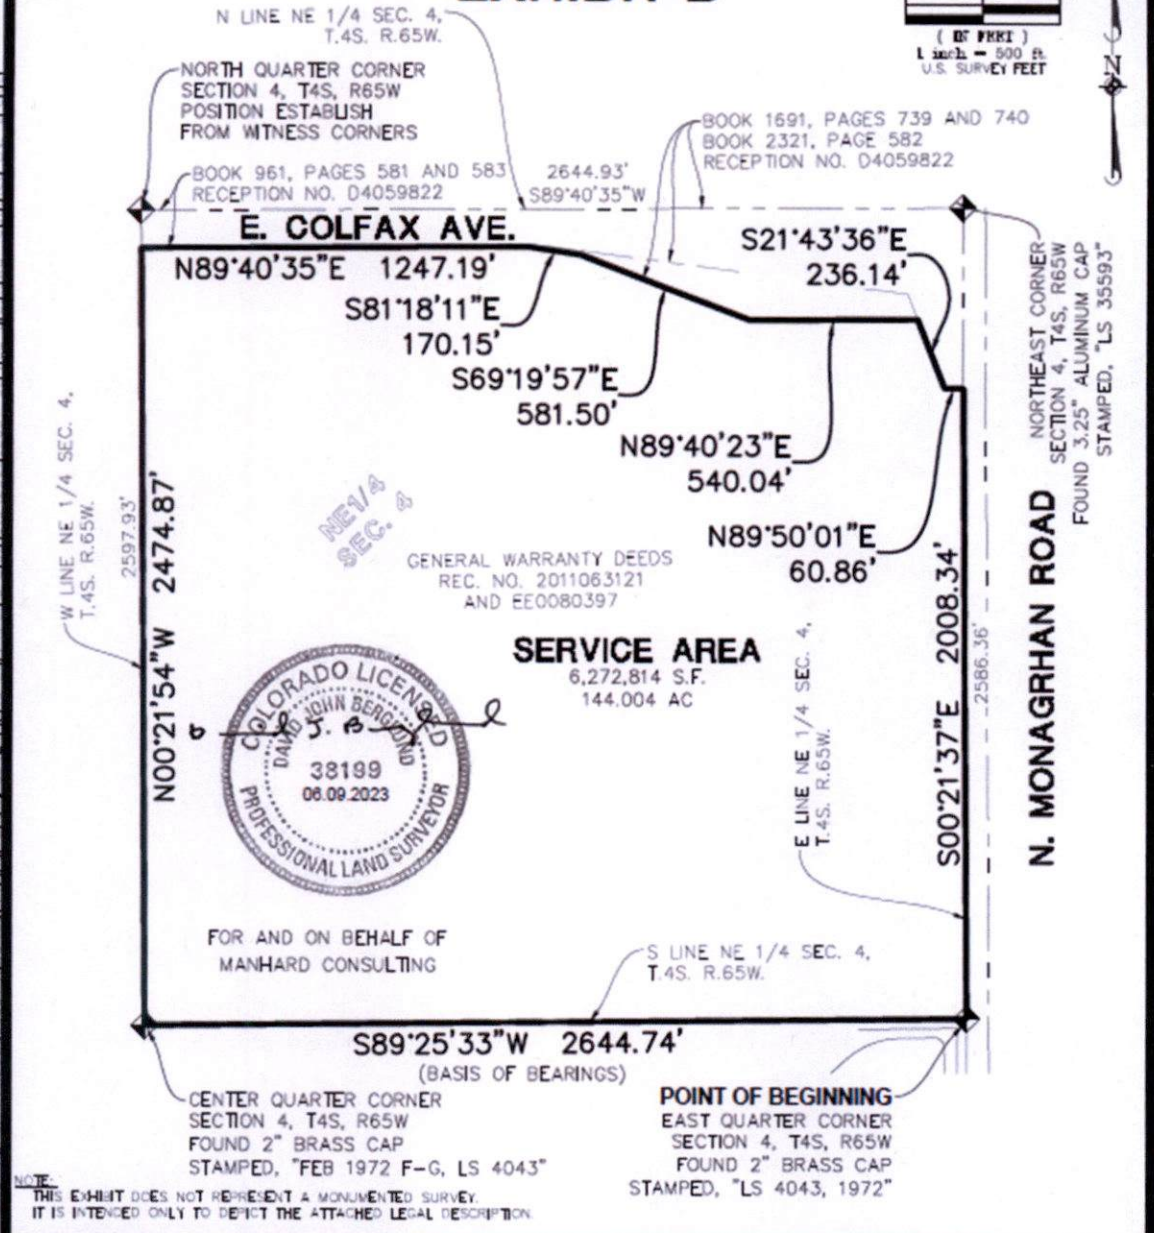 N LINE NE 1/4 SEC. 4,
T.4S. R.65W.
( IN FEET )
1 inch = 500 ft.
U.S. SURVEY FEET
N
NORTH QUARTER CORNER
SECTION 4, T4S, R65W
POSITION ESTABLISH
FROM WITNESS CORNERS
BOOK 1691, PAGES 739 AND 740
BOOK 2321, PAGE 582
RECEPTION NO. D4059822
BOOK 961, PAGES 581 AND 583
RECEPTION NO. D4059822
2644.93'
S89°40'35"W
E. COLFAX AVE.
N89°40'35"E 1247.19'
S21°43'36"E
236.14'
S81°18'11"E
170.15'
S69°19'57"E
581.50'
N89°40'23"E
540.04'
N89°50'01"E
60.86'
NORTHEAST CORNER
SECTION 4, T4S, R65W
FOUND 3.25" ALUMINUM CAP
STAMPED, "LS 35593"
W LINE NE 1/4 SEC. 4,
T.4S. R.65W.
2597.93'
N00°21'54"W 2474.87'
NE1/4
SEC. 4
GENERAL WARRANTY DEEDS
REC. NO. 2011063121
AND EE0080397
SERVICE AREA
6,272,814 S.F.
144.004 AC
E LINE NE 1/4 SEC. 4,
T.4S. R.65W.
S00°21'37"E 2008.34'
2586.36'
N. MONAGRHAN ROAD
COLORADO LICENSED
DAVID JOHN BERGLUND
38199
06.09.2023
PROFESSIONAL LAND SURVEYOR
FOR AND ON BEHALF OF
MANHARD CONSULTING
S LINE NE 1/4 SEC. 4,
T.4S. R.65W.
S89°25'33"W 2644.74'
(BASIS OF BEARINGS)
CENTER QUARTER CORNER
SECTION 4, T4S, R65W
FOUND 2" BRASS CAP
STAMPED, "FEB 1972 F-G, LS 4043"
POINT OF BEGINNING
EAST QUARTER CORNER
SECTION 4, T4S, R65W
FOUND 2" BRASS CAP
STAMPED, "LS 4043, 1972"
NOTE:
THIS EXHIBIT DOES NOT REPRESENT A MONUMENTED SURVEY.
IT IS INTENDED ONLY TO DEPICT THE ATTACHED LEGAL DESCRIPTION.